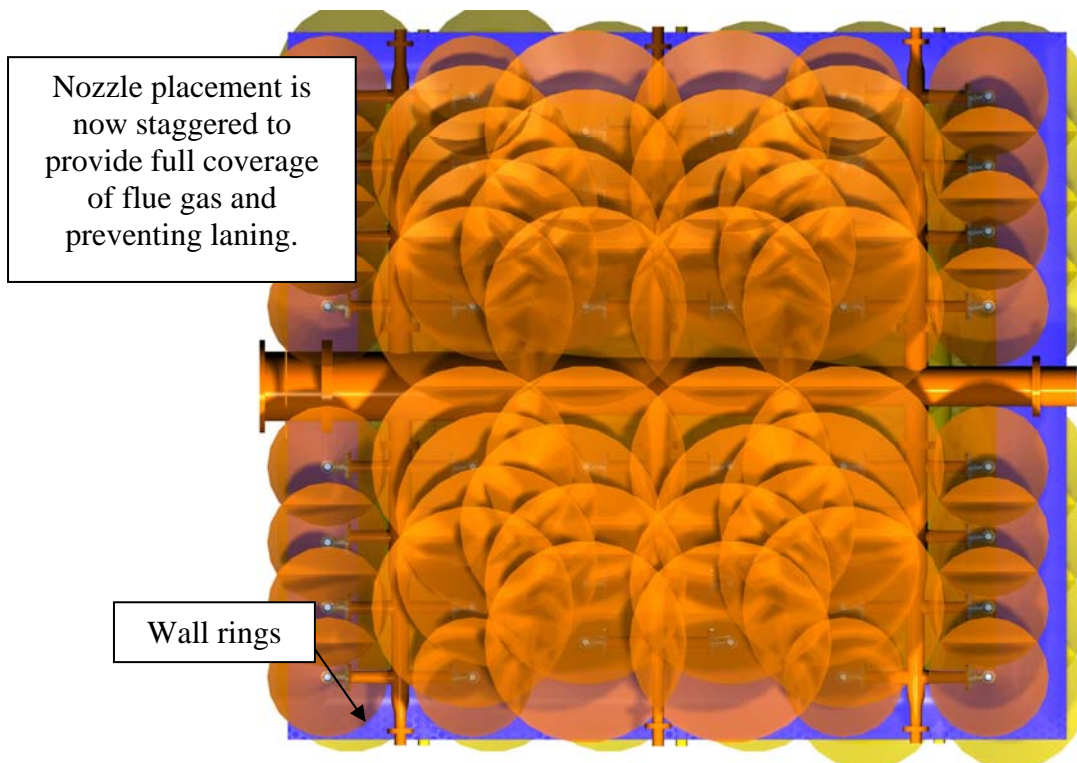 Nozzle placement is
now staggered to
provide full coverage
of flue gas and
preventing laning.
Wall rings